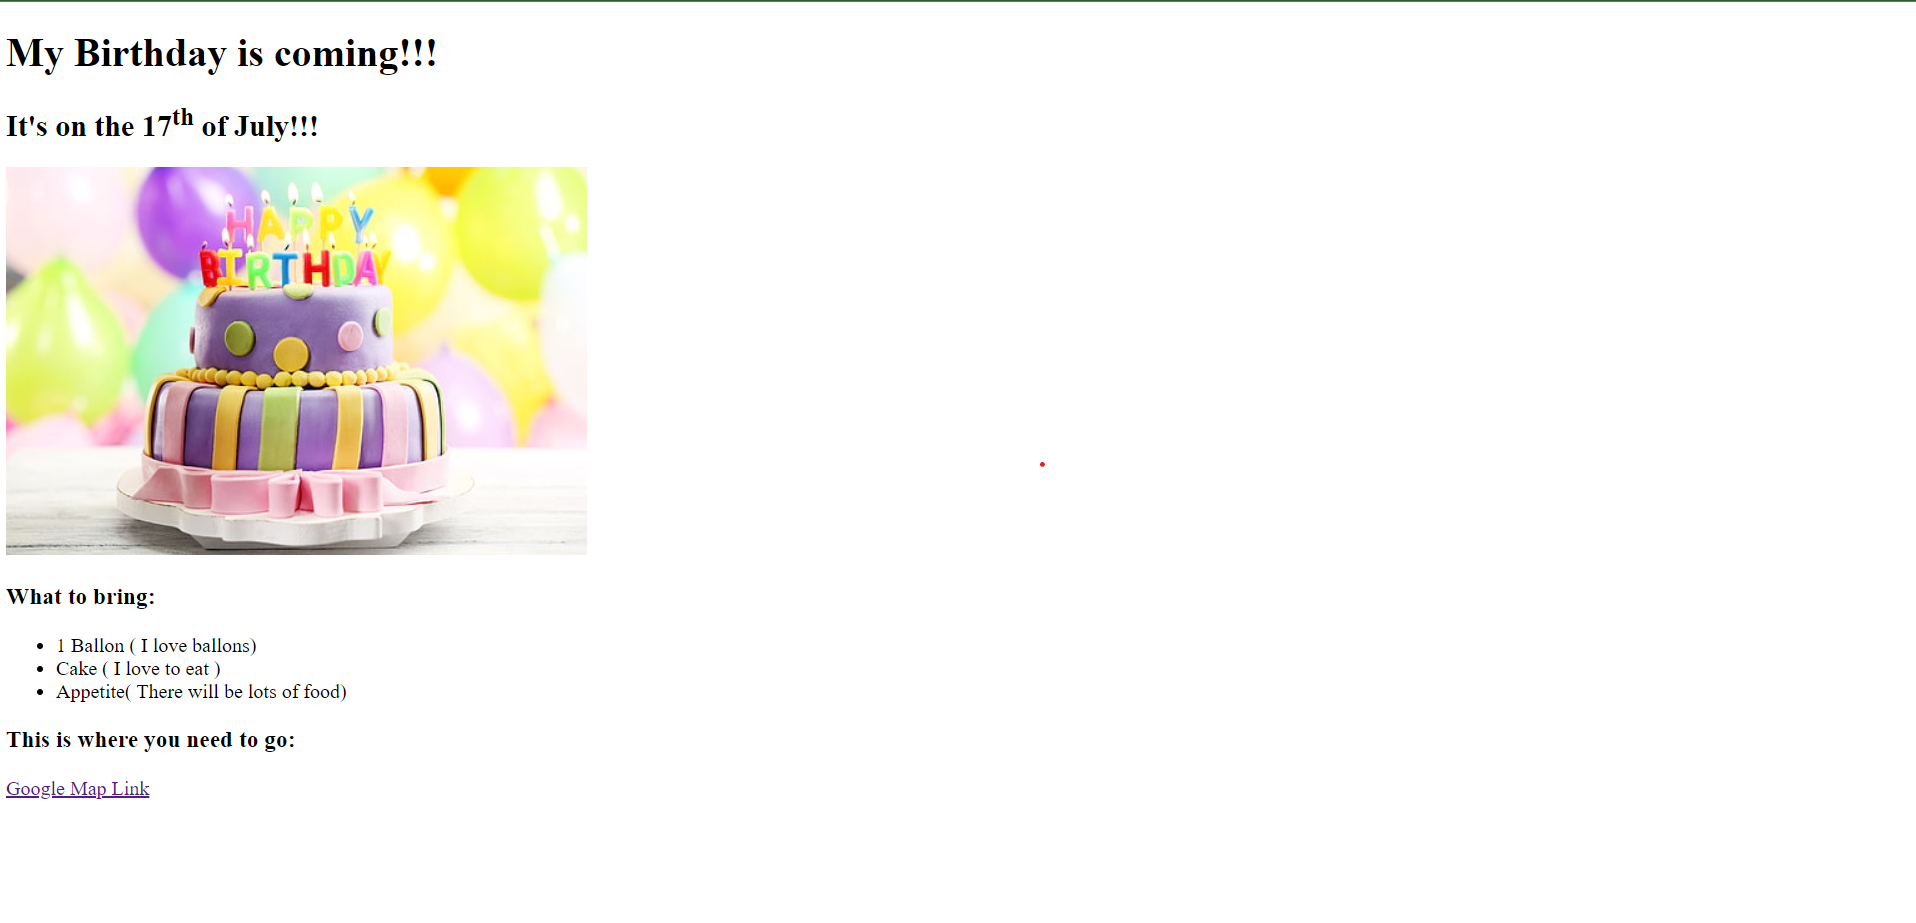 My Birthday is coming!!!
It's on the 17th of July!!!
HAPPY
BIRTHDAY
What to bring:
1 Ballon ( I love ballons)
Cake ( I love to eat )
Appetite( There will be lots of food)
This is where you need to go:
Google Map Link